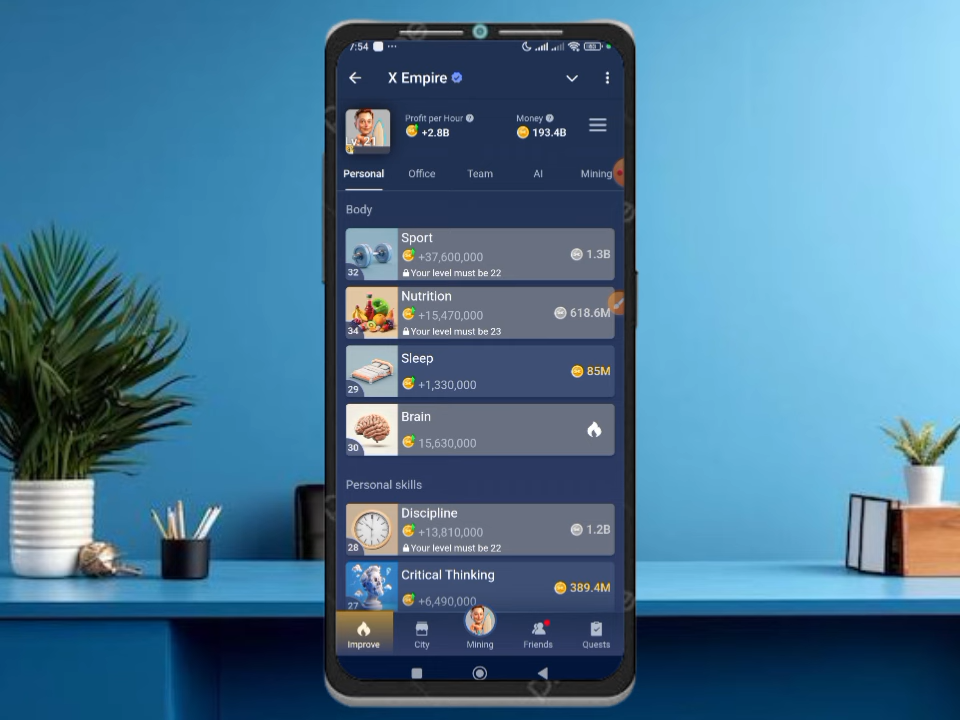 7:54
X Empire
Profit per Hour ?
+2.8B
Money ?
193.4B
Lv. 21
Personal Office Team AI Mining
Body
Sport
+37,600,000
1.3B
32
Your level must be 22
Nutrition
+15,470,000
618.6M
34
Your level must be 23
Sleep
+1,330,000
85M
29
Brain
15,630,000
30
Personal skills
Discipline
+13,810,000
1.2B
28
Your level must be 22
Critical Thinking
+6,490,000
389.4M
27
Improve City Mining Friends Quests